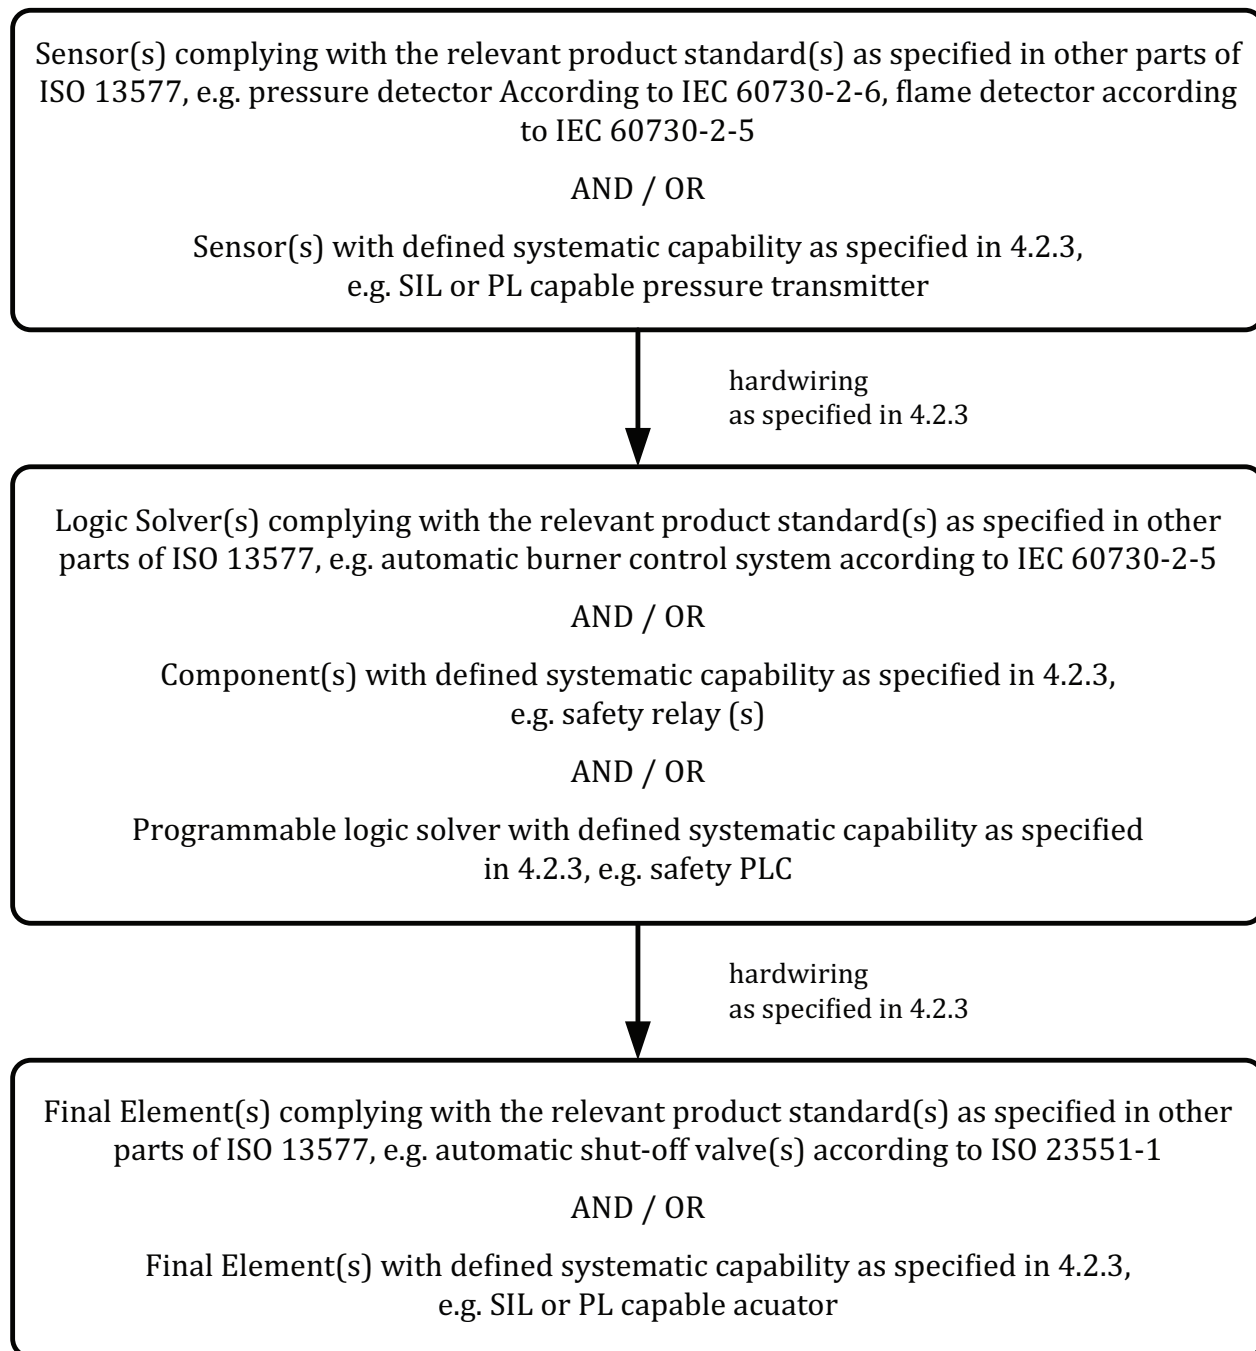 Sensor(s) complying with the relevant product standard(s) as specified in other parts of
ISO 13577, e.g. pressure detector According to IEC 60730-2-6, flame detector according
to IEC 60730-2-5
AND / OR
Sensor(s) with defined systematic capability as specified in 4.2.3,
e.g. SIL or PL capable pressure transmitter
hardwiring
as specified in 4.2.3
Logic Solver(s) complying with the relevant product standard(s) as specified in other
parts of ISO 13577, e.g. automatic burner control system according to IEC 60730-2-5
AND / OR
Component(s) with defined systematic capability as specified in 4.2.3,
e.g. safety relay (s)
AND / OR
Programmable logic solver with defined systematic capability as specified
in 4.2.3, e.g. safety PLC
hardwiring
as specified in 4.2.3
Final Element(s) complying with the relevant product standard(s) as specified in other
parts of ISO 13577, e.g. automatic shut-off valve(s) according to ISO 23551-1
AND / OR
Final Element(s) with defined systematic capability as specified in 4.2.3,
e.g. SIL or PL capable acuator